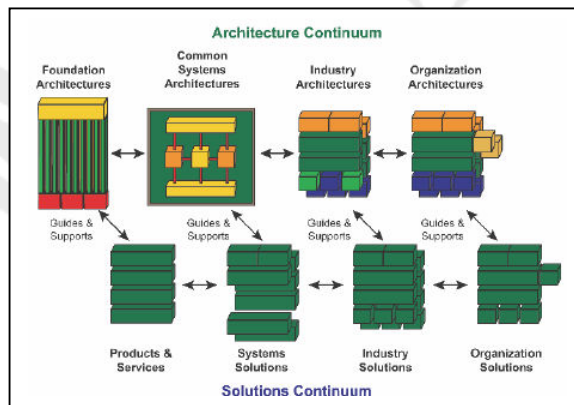 Architecture Continuum
Foundation
Architectures
Common
Systems
Architectures
Industry
Architectures
Organization
Architectures
Guides &
Supports
Guides &
Supports
Guides &
Supports
Guides &
Supports
Products &
Services
Systems
Solutions
Industry
Solutions
Organization
Solutions
Solutions Continuum